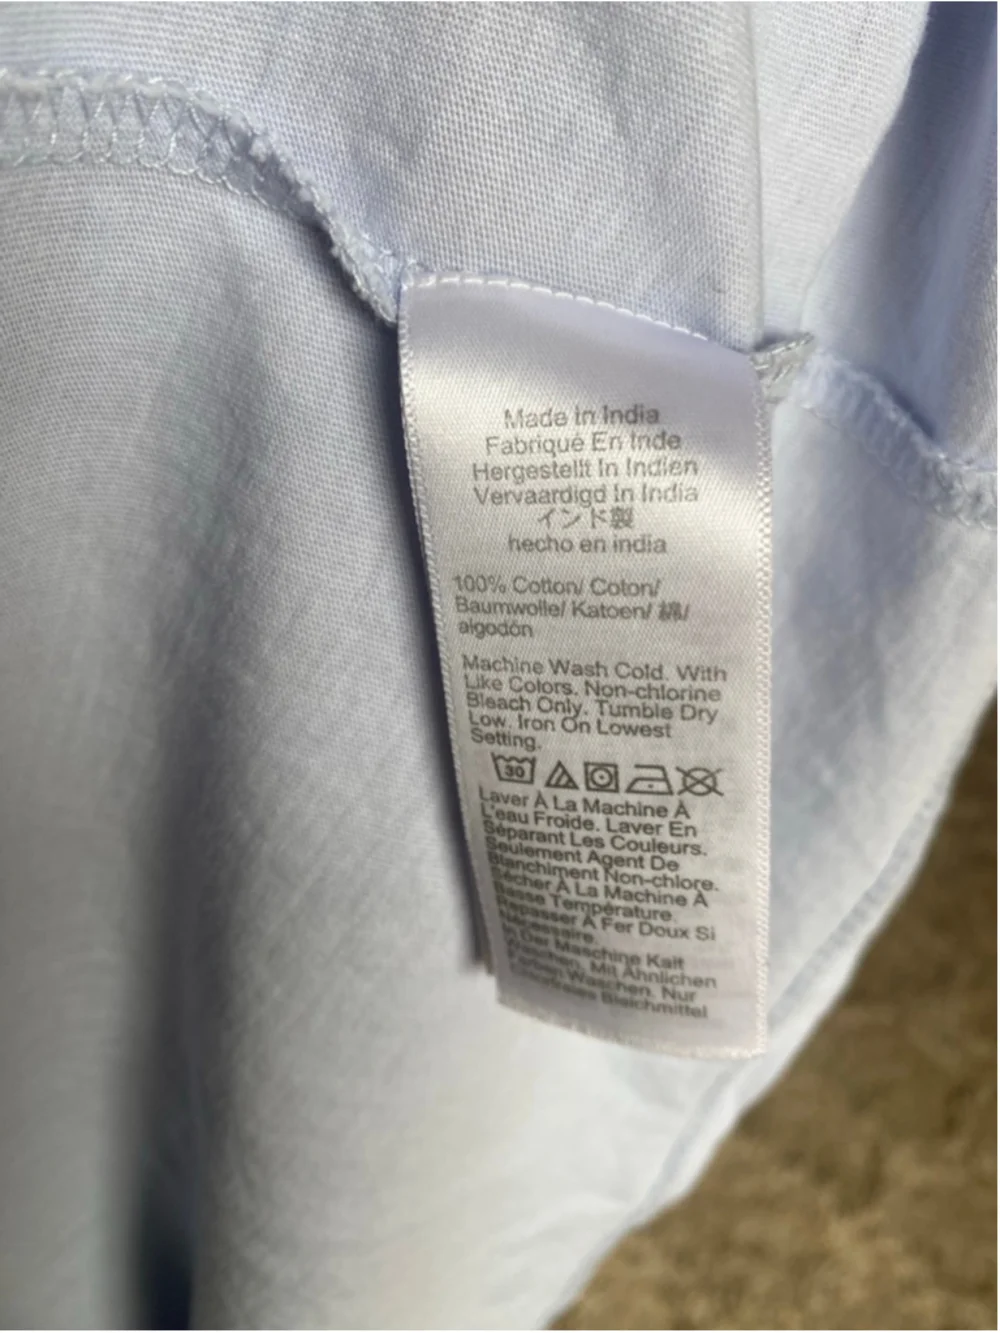 Made in India
Fabriqué En Inde
Hergestellt In Indien
Vervaardigd In India
インド製
hecho en india
100% Cotton/ Coton/
Baumwolle/ Katoen/ 綿/
algodón
Machine Wash Cold. With
Like Colors. Non-chlorine
Bleach Only. Tumble Dry
Low. Iron On Lowest
Setting.
30
Laver À La Machine À
L'eau Froide. Laver En
Séparant Les Couleurs.
Seulement Agent De
Blanchiment Non-chlore.
Sécher À La Machine À
Basse Température.
Repasser À Fer Doux Si
Nécessaire.
In Der Maschine Kalt
Waschen. Mit Ähnlichen
Farben Waschen. Nur
Bleichmittel